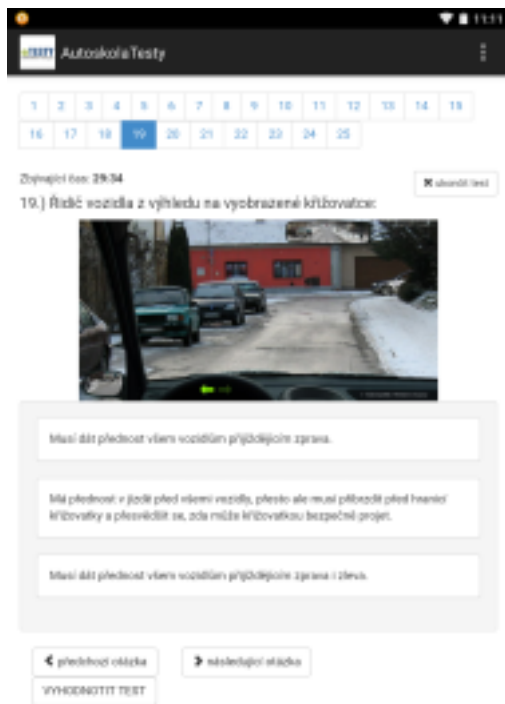 11:11
AutoskolaTesty
1 2 3 4 5 6 7 8 9 10 11 12 13 14 15
16 17 18 19 20 21 22 23 24 25
Zbývající čas: 29:34
ukončit test
19.) Řidič vozidla z výhledu na vyobrazené křižovatce:
Musí dát přednost všem vozidlům přijíždějícím zprava.
Má přednost v jízdě před všemi vozidly, přesto ale musí přibrzdit před hranicí
křižovatky a přesvědčit se, zda může křižovatkou bezpečně projet.
Musí dát přednost všem vozidlům přijíždějícím zprava i zleva.
předchozí otázka
následující otázka
VYHODNOTIT TEST